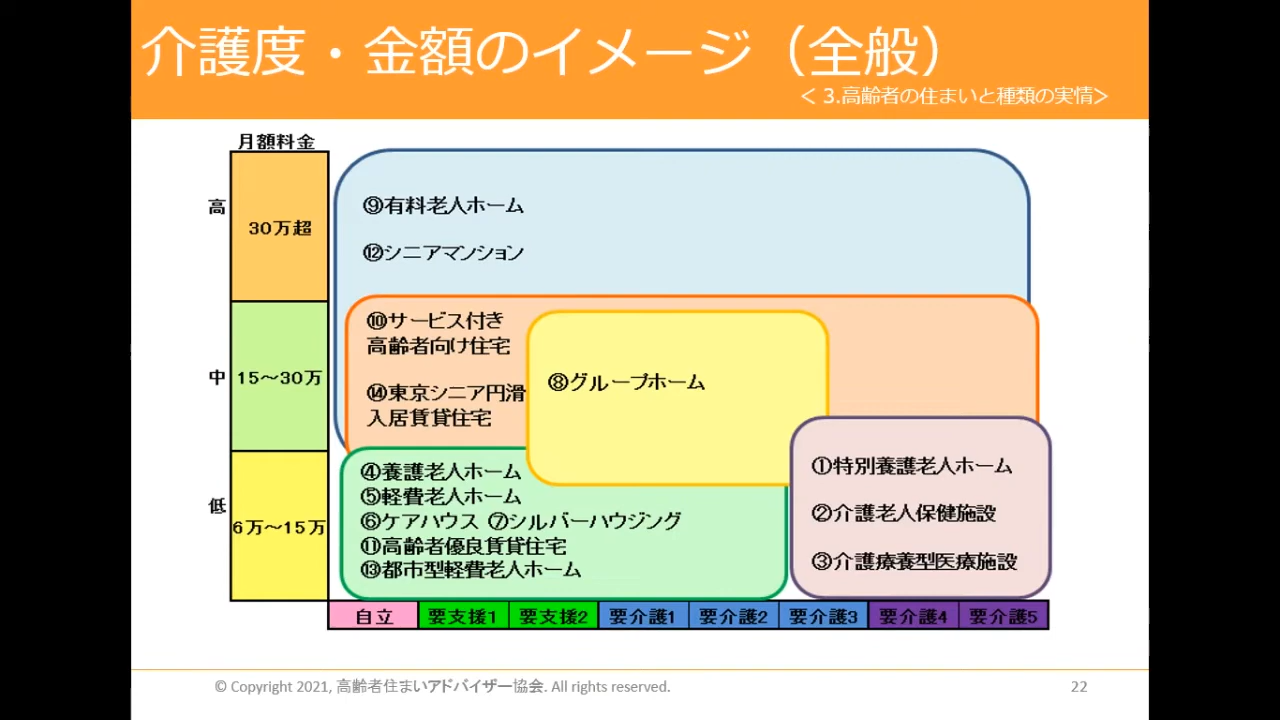 介護度・金額のイメージ（全般）
＜ 3.高齢者の住まいと種類の実情＞
月額料金
高
30万超
中
15～30万
低
6万～15万
⑨有料老人ホーム
⑫シニアマンション
⑩サービス付き
高齢者向け住宅
⑭東京シニア円滑
入居賃貸住宅
⑧グループホーム
④養護老人ホーム
⑤軽費老人ホーム
⑥ケアハウス ⑦シルバーハウジング
⑪高齢者優良賃貸住宅
⑬都市型軽費老人ホーム
①特別養護老人ホーム
②介護老人保健施設
③介護療養型医療施設
自立 要支援1 要支援2 要介護1 要介護2 要介護3 要介護4 要介護5
© Copyright 2021, 高齢者住まいアドバイザー協会. All rights reserved.
22